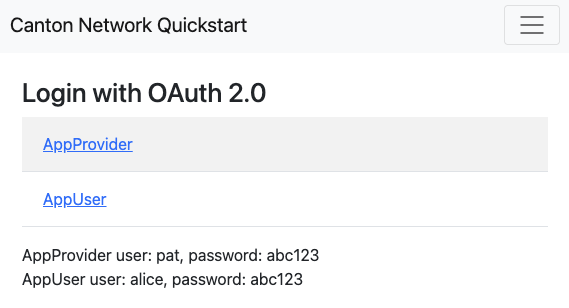 Canton Network Quickstart
Login with OAuth 2.0
AppProvider
AppUser
AppProvider user: pat, password: abc123
AppUser user: alice, password: abc123